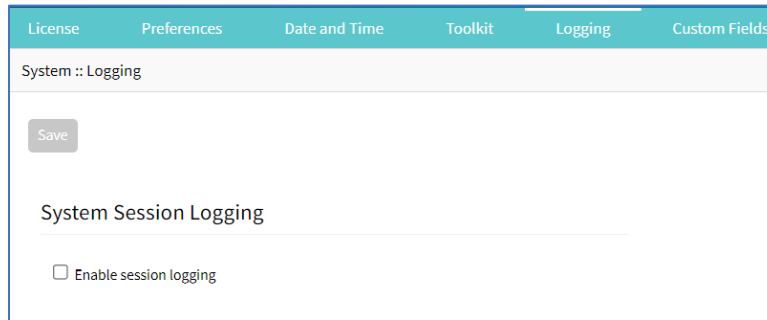 License Preferences Date and Time Toolkit Logging Custom Fields
System :: Logging
Save
System Session Logging
Enable session logging